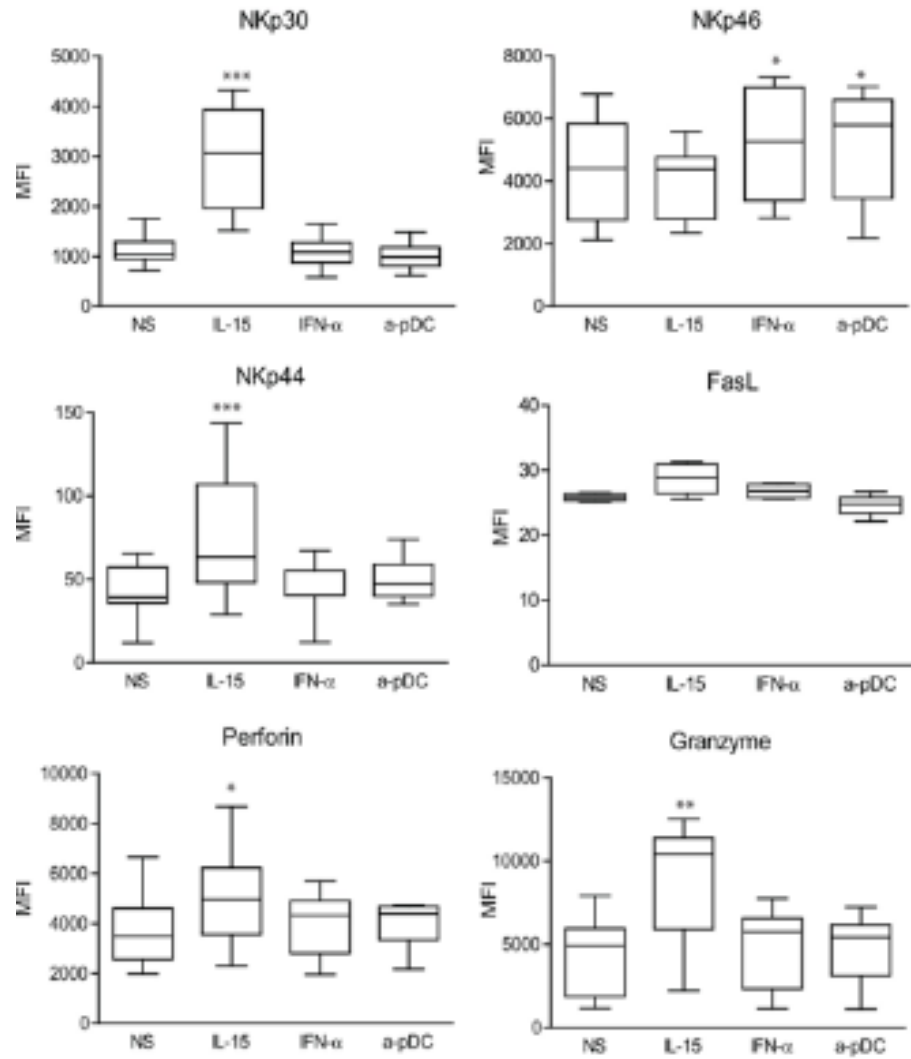 NKp30
5000
4000
3000
2000
1000
0
MFI
***
NS IL-15 IFN-α a-pDC
NKp46
8000
6000
4000
2000
0
MFI
* *
NS IL-15 IFN-α a-pDC
NKp44
150
100
50
0
MFI
***
NS IL-15 IFN-α a-pDC
FasL
40
30
20
10
0
MFI
NS IL-15 IFN-α a-pDC
Perforin
10000
8000
6000
4000
2000
0
MFI
*
NS IL-15 IFN-α a-pDC
Granzyme
15000
10000
5000
0
MFI
**
NS IL-15 IFN-α a-pDC